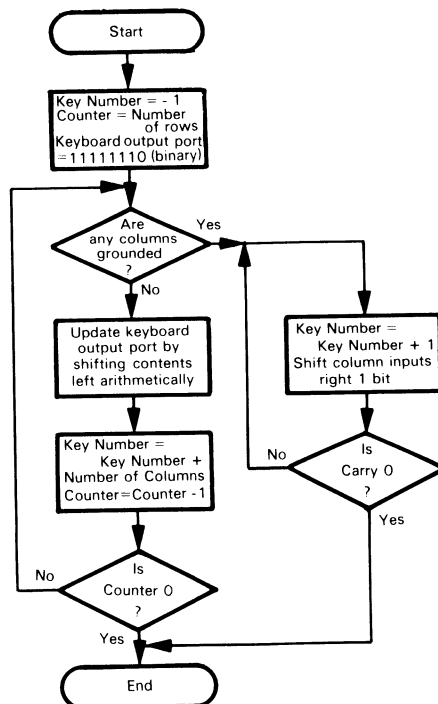 Start
Key Number = - 1
Counter = Number
of rows
Keyboard output port
= 11111110 (binary)
Are
any columns
grounded
?
Yes
No
Update keyboard
output port by
shifting contents
left arithmetically
Key Number =
Key Number +
Number of Columns
Counter = Counter - 1
Is
Counter 0
?
No
Yes
End
Key Number =
Key Number + 1
Shift column inputs
right 1 bit
Is
Carry 0
?
No
Yes